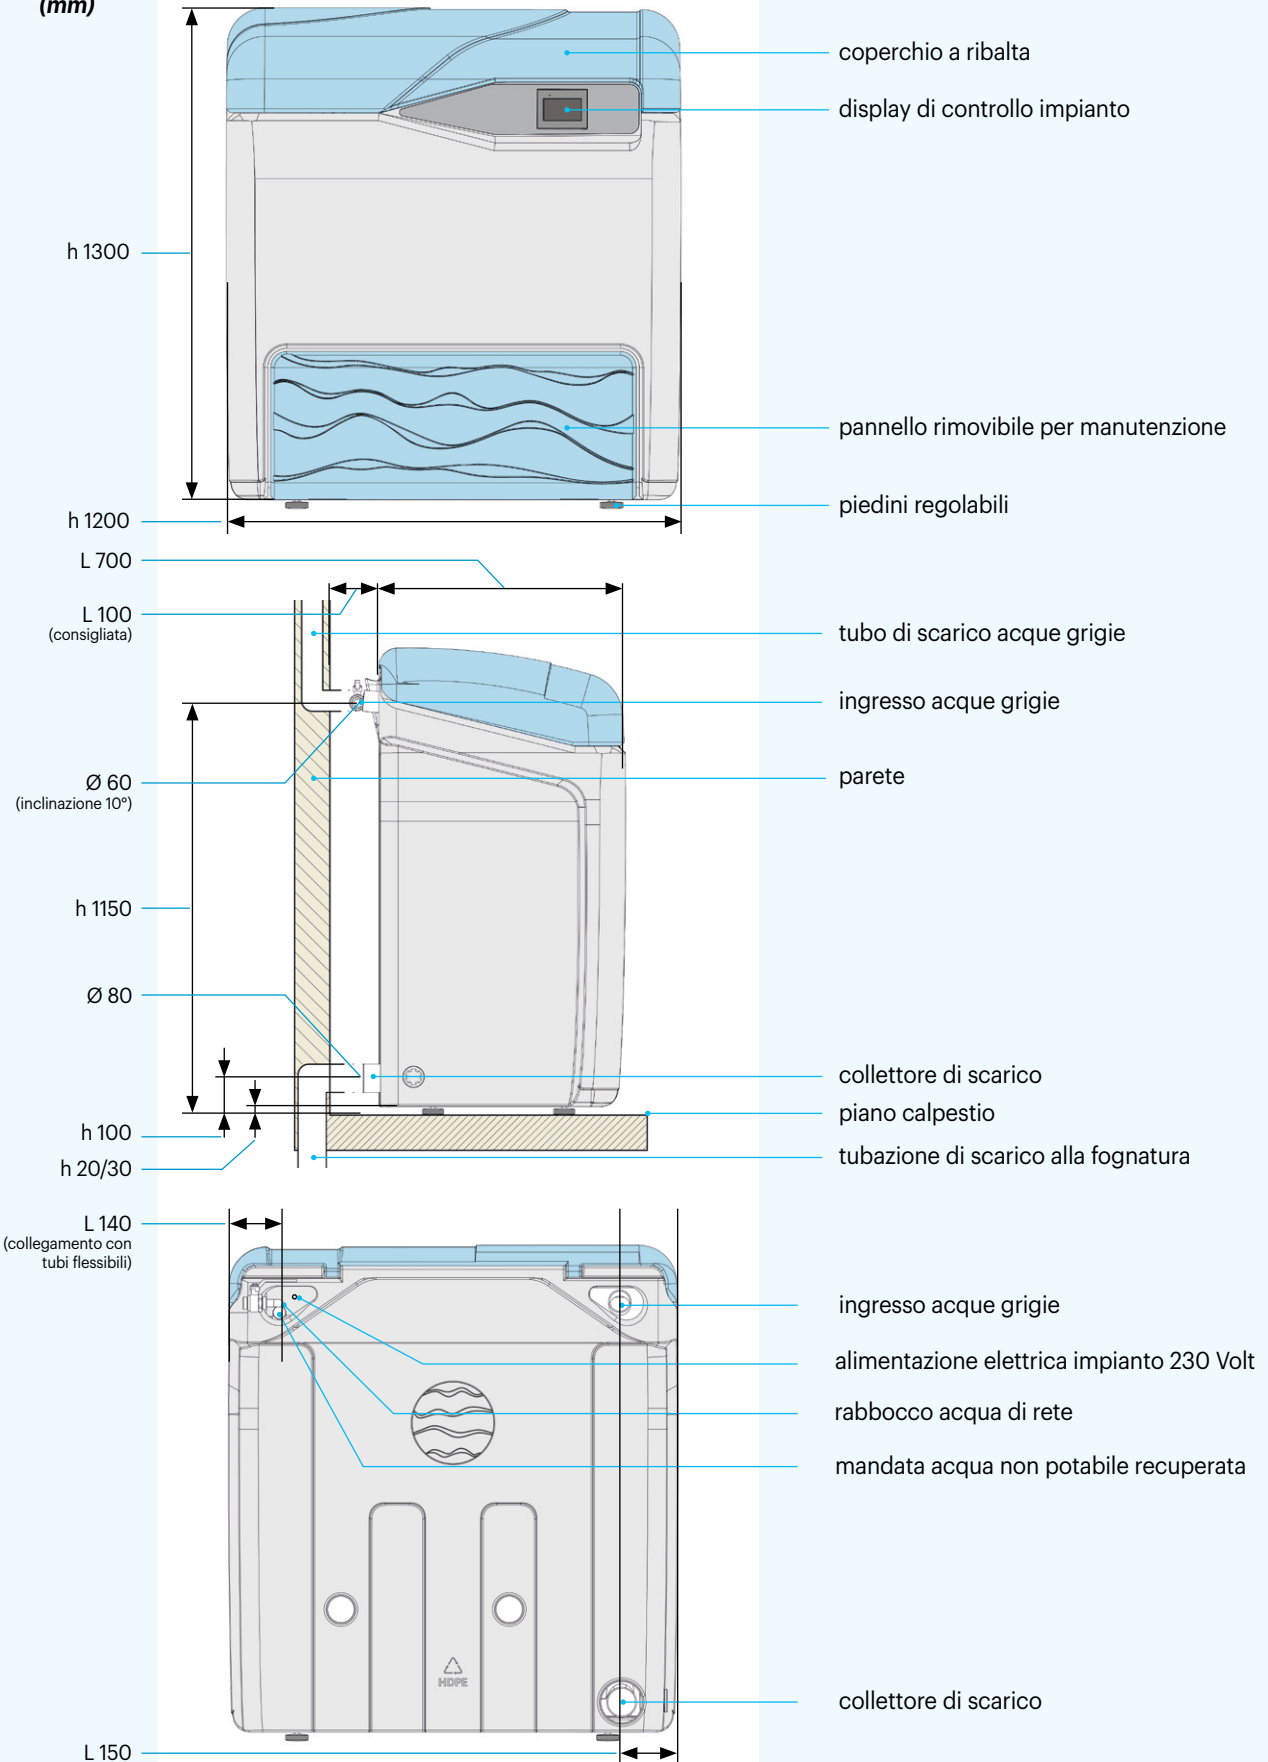 (mm)
coperchio a ribalta
display di controllo impianto
h 1300
pannello rimovibile per manutenzione
piedini regolabili
h 1200
L 700
L 100
(consigliata)
tubo di scarico acque grigie
ingresso acque grigie
parete
Ø 60
(inclinazione 10°)
h 1150
Ø 80
collettore di scarico
piano calpestio
h 100
tubazione di scarico alla fognatura
h 20/30
L 140
(collegamento con
tubi flessibili)
ingresso acque grigie
alimentazione elettrica impianto 230 Volt
rabbocco acqua di rete
mandata acqua non potabile recuperata
HDPE
collettore di scarico
L 150